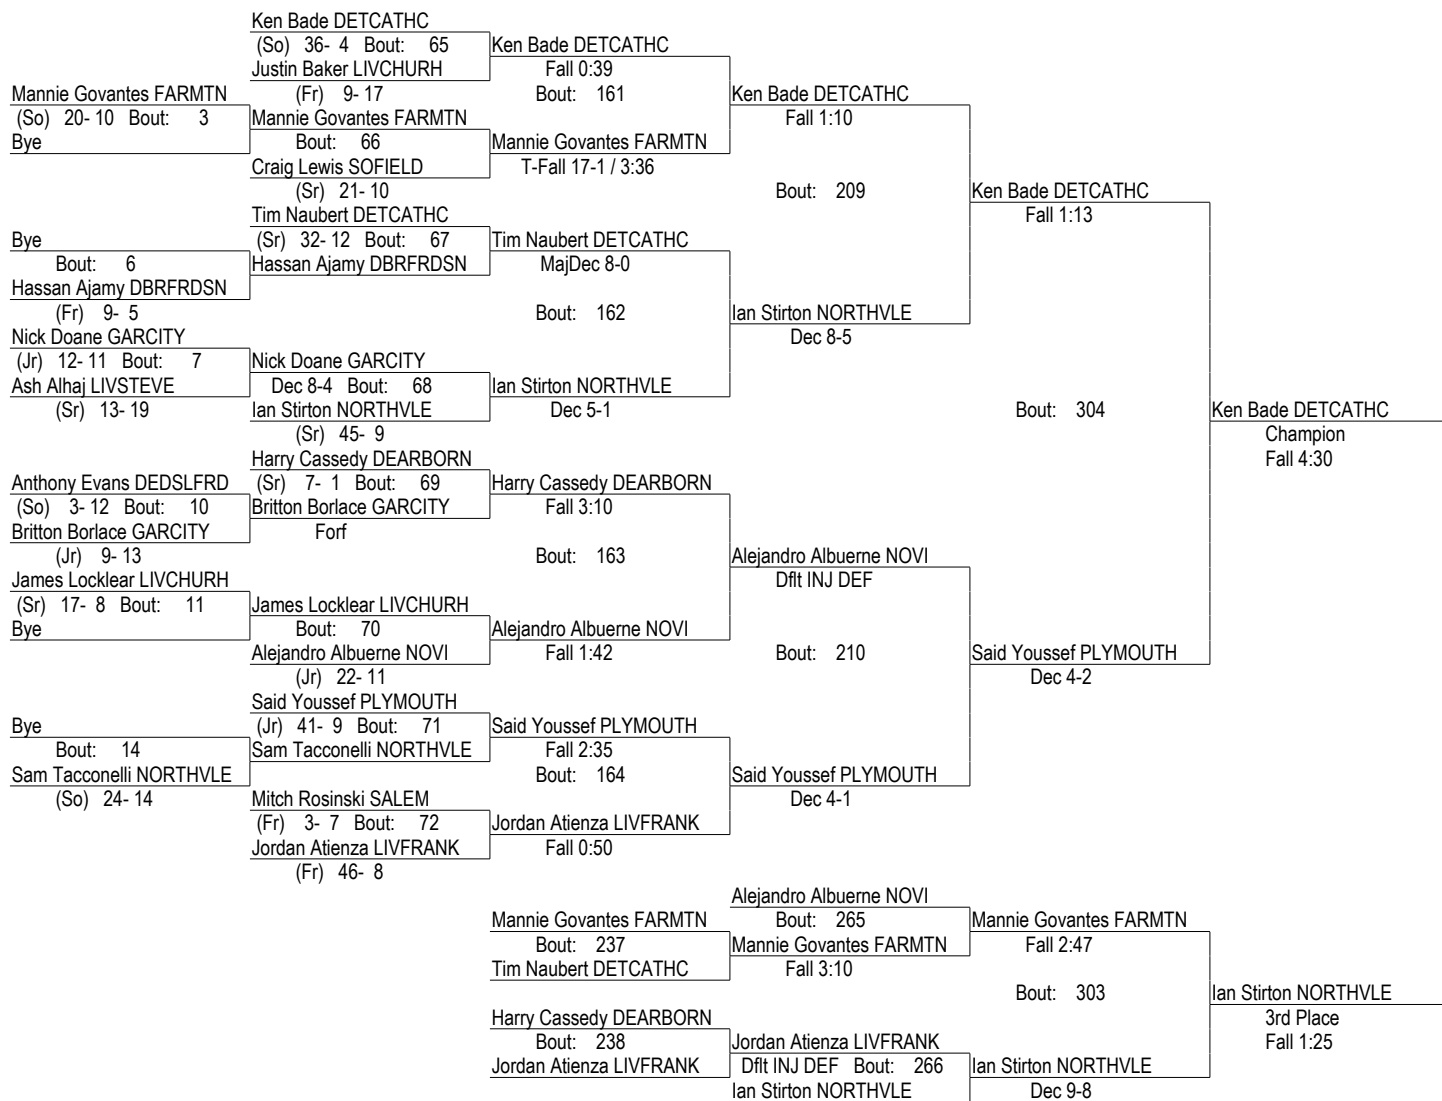 Ken Bade DETCATHC
(So) 36- 4 Bout: 65
Justin Baker LIVCHURH
(Fr) 9- 17
Mannie Govantes FARMTN
(So) 20- 10 Bout: 3
Bye
Mannie Govantes FARMTN
Bout: 66
Craig Lewis SOFIELD
(Sr) 21- 10
Ken Bade DETCATHC
Fall 0:39
Bout: 161
Mannie Govantes FARMTN
T-Fall 17-1 / 3:36
Ken Bade DETCATHC
Fall 1:10
Bout: 209
Tim Naubert DETCATHC
(Sr) 32- 12 Bout: 67
Hassan Ajamy DBRFRDSN
Bye
Bout: 6
Hassan Ajamy DBRFRDSN
(Fr) 9- 5
Nick Doane GARCITY
(Jr) 12- 11 Bout: 7
Ash Alhaj LIVSTEVE
(Sr) 13- 19
Nick Doane GARCITY
Dec 8-4 Bout: 68
Ian Stirton NORTHVLE
(Sr) 45- 9
Tim Naubert DETCATHC
MajDec 8-0
Bout: 162
Ian Stirton NORTHVLE
Dec 5-1
Ian Stirton NORTHVLE
Dec 8-5
Ken Bade DETCATHC
Fall 1:13
Bout: 304
Ken Bade DETCATHC
Champion
Fall 4:30
Harry Cassedy DEARBORN
(Sr) 7- 1 Bout: 69
Britton Borlace GARCITY
Forf
Anthony Evans DEDSLFRD
(So) 3- 12 Bout: 10
Britton Borlace GARCITY
(Jr) 9- 13
James Locklear LIVCHURH
(Sr) 17- 8 Bout: 11
Bye
James Locklear LIVCHURH
Bout: 70
Alejandro Albuerne NOVI
(Jr) 22- 11
Harry Cassedy DEARBORN
Fall 3:10
Bout: 163
Alejandro Albuerne NOVI
Fall 1:42
Alejandro Albuerne NOVI
Dflt INJ DEF
Bout: 210
Said Youssef PLYMOUTH
Dec 4-2
Said Youssef PLYMOUTH
(Jr) 41- 9 Bout: 71
Sam Tacconelli NORTHVLE
Bye
Bout: 14
Sam Tacconelli NORTHVLE
(So) 24- 14
Mitch Rosinski SALEM
(Fr) 3- 7 Bout: 72
Jordan Atienza LIVFRANK
(Fr) 46- 8
Said Youssef PLYMOUTH
Fall 2:35
Bout: 164
Jordan Atienza LIVFRANK
Fall 0:50
Said Youssef PLYMOUTH
Dec 4-1
Alejandro Albuerne NOVI
Bout: 265
Mannie Govantes FARMTN
Fall 3:10
Mannie Govantes FARMTN
Bout: 237
Tim Naubert DETCATHC
Mannie Govantes FARMTN
Fall 2:47
Bout: 303
Ian Stirton NORTHVLE
3rd Place
Fall 1:25
Harry Cassedy DEARBORN
Bout: 238
Jordan Atienza LIVFRANK
Jordan Atienza LIVFRANK
Dflt INJ DEF Bout: 266
Ian Stirton NORTHVLE
Ian Stirton NORTHVLE
Dec 9-8